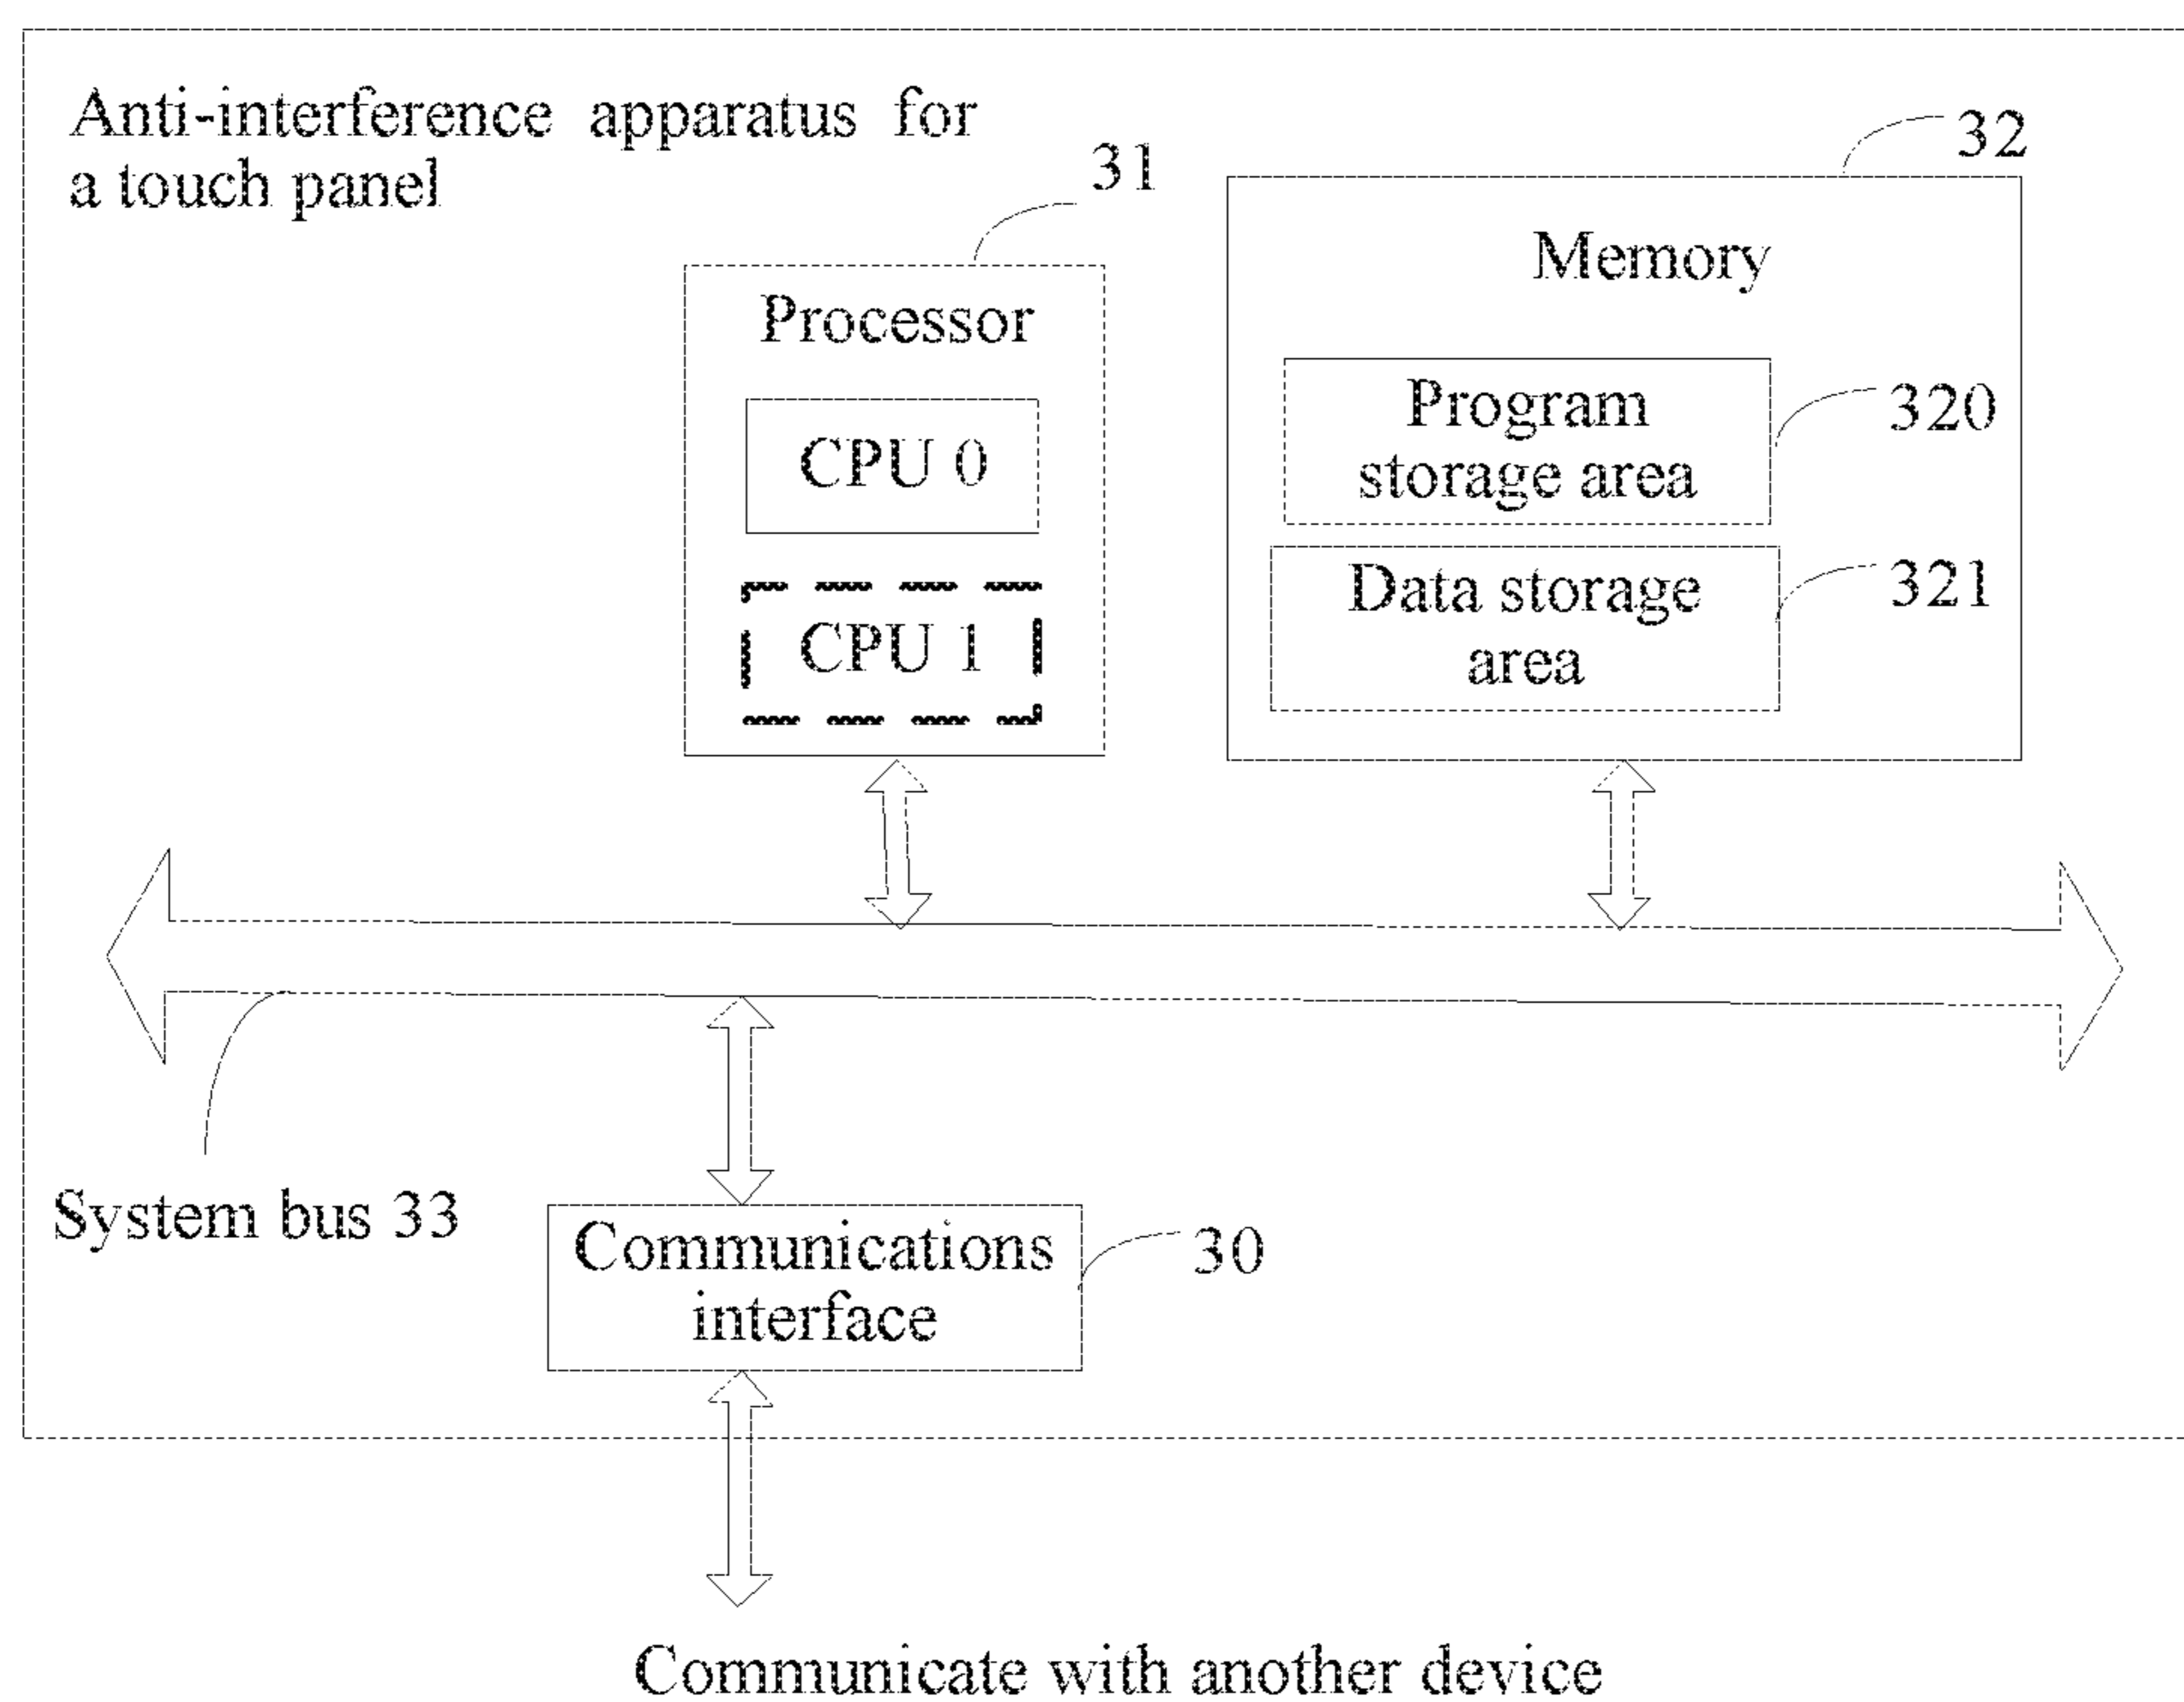 Anti-interference apparatus for
a touch panel
31
32
Processor
Memory
CPU 0
Program
storage area
320
CPU 1
Data storage
area
321
System bus 33
Communications
interface
30
Communicate with another device